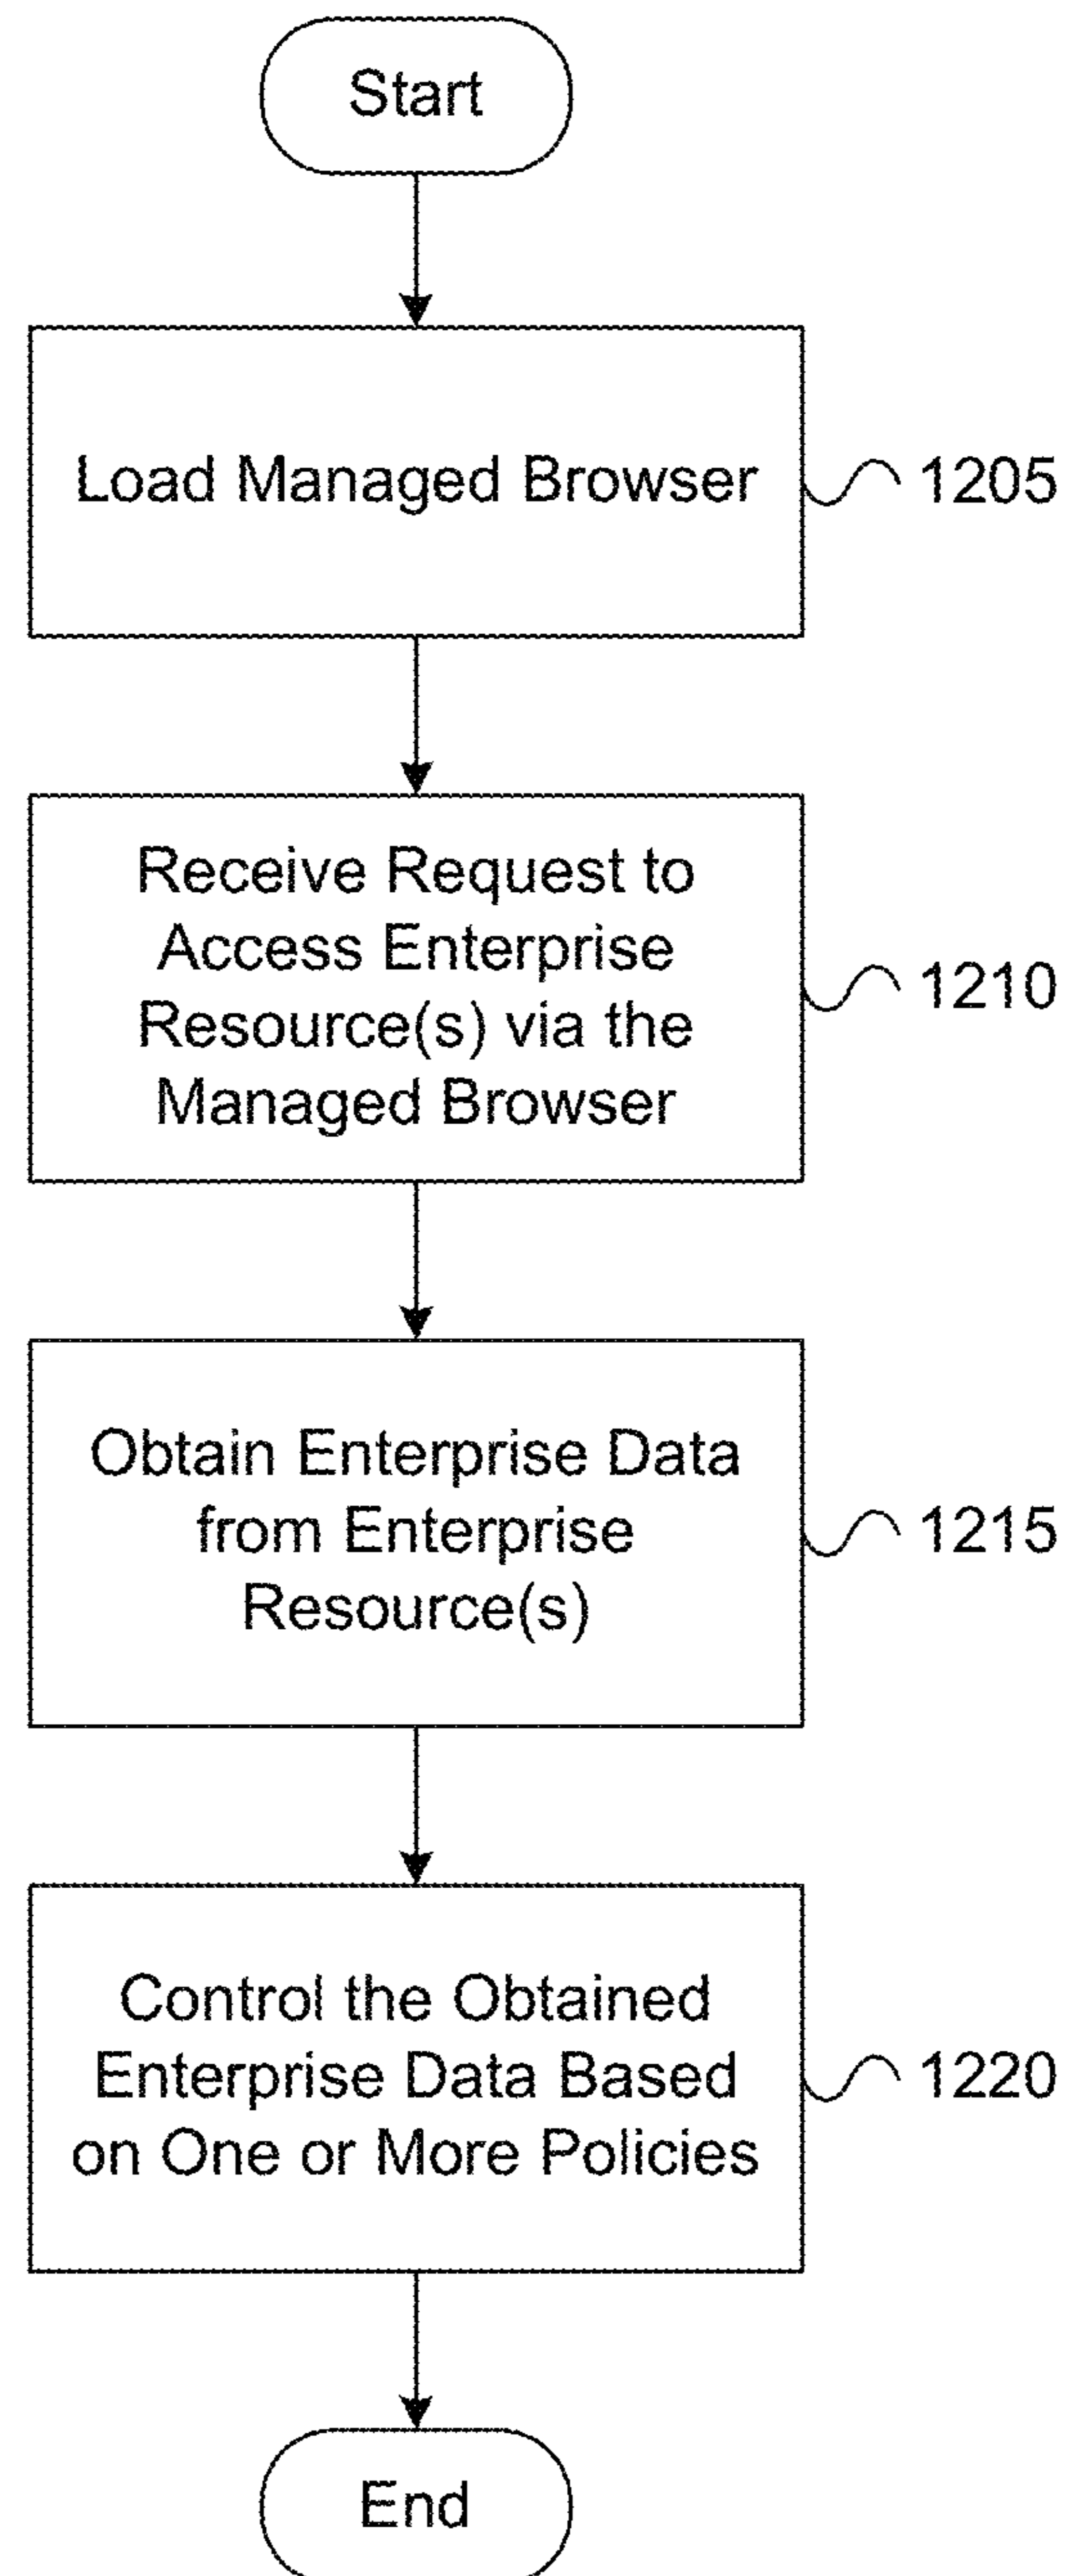 Start
Load Managed Browser
1205
Receive Request to
Access Enterprise
Resource(s) via the
Managed Browser
1210
Obtain Enterprise Data
from Enterprise
Resource(s)
1215
Control the Obtained
Enterprise Data Based
on One or More Policies
1220
End